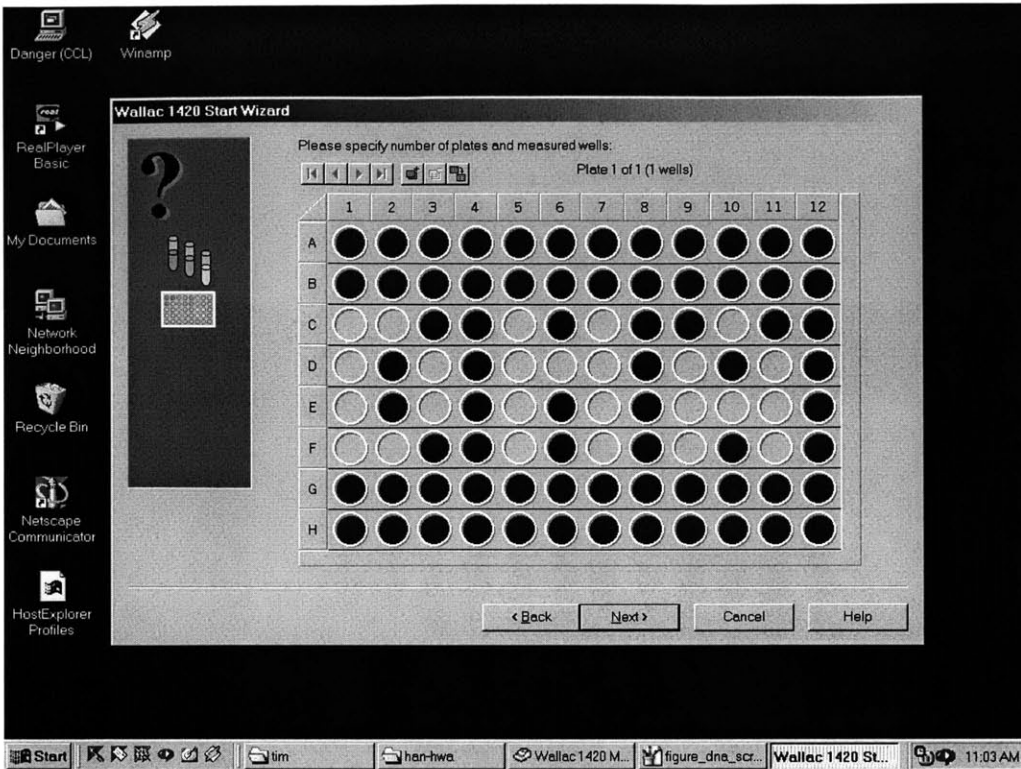 Danger (CCL)
Winamp
real
RealPlayer
Basic
My Documents
Network
Neighborhood
Recycle Bin
Netscape
Communicator
HostExplorer
Profiles
Wallac 1420 Start Wizard
Please specify number of plates and measured wells:
Plate 1 of 1 (1 wells)
1 2 3 4 5 6 7 8 9 10 11 12
A
B
C
D
E
F
G
H
< Back
Next >
Cancel
Help
Start
tim
han-hwa
Wallac 1420 M...
figure_dna_scr...
Wallac 1420 St...
11:03 AM